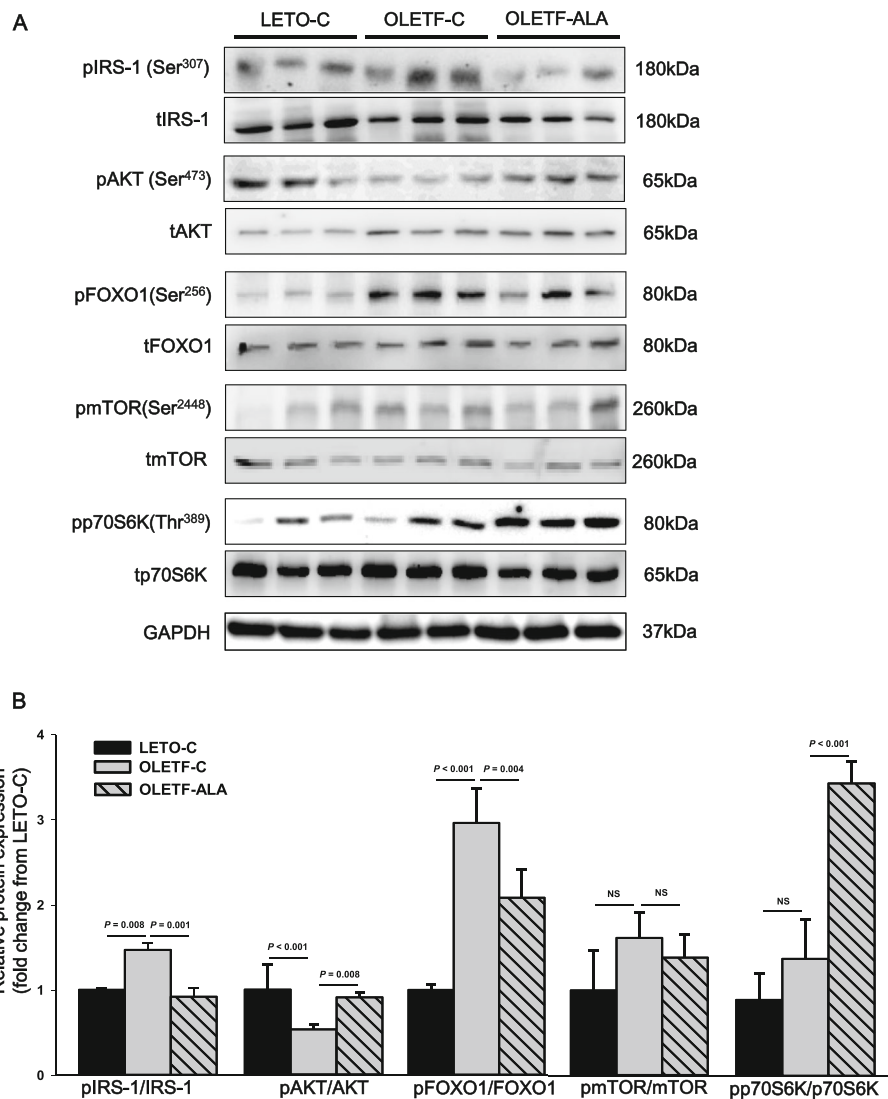 A
LETO-C OLETF-C OLETF-ALA
pIRS-1 (Ser307) 180kDa
tIRS-1 180kDa
pAKT (Ser473) 65kDa
tAKT 65kDa
pFOXO1(Ser256) 80kDa
tFOXO1 80kDa
pmTOR(Ser2448) 260kDa
tmTOR 260kDa
pp70S6K(Thr389) 80kDa
tp70S6K 65kDa
GAPDH 37kDa
B
Relative protein expression
(fold change from LETO-C)
4
3
2
1
0
LETO-C
OLETF-C
OLETF-ALA
P = 0.008 P = 0.001
P < 0.001
P = 0.008
P < 0.001 P = 0.004
NS NS
NS
P < 0.001
pIRS-1/IRS-1 pAKT/AKT pFOXO1/FOXO1 pmTOR/mTOR pp70S6K/p70S6K